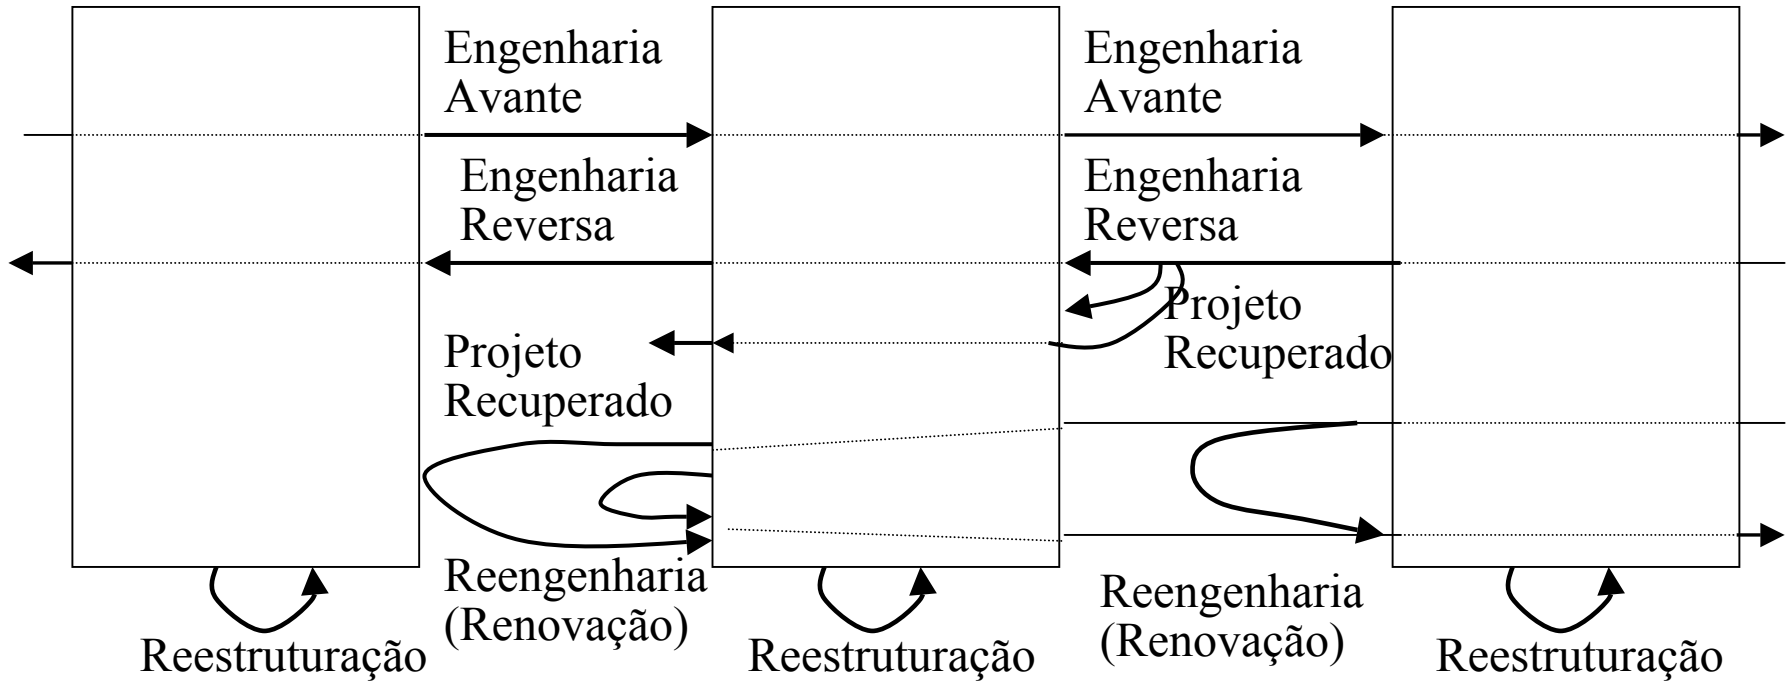 Engenharia
Avante
Engenharia
Avante
Engenharia
Reversa
Engenharia
Reversa
Projeto
Recuperado
Projeto
Recuperado
Reengenharia
(Renovação)
Reengenharia
(Renovação)
Reestruturação
Reestruturação
Reestruturação